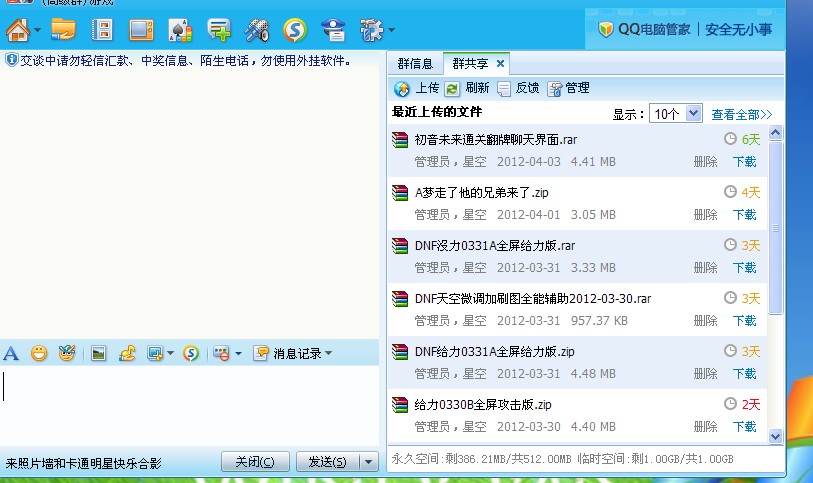 (高级群)游戏
QQ电脑管家 | 安全无小事
交谈中请勿轻信汇款、中奖信息、陌生电话，勿使用外挂软件。
群信息 群共享 ×
上传 刷新 反馈 管理
最近上传的文件 显示： 10个 查看全部>>
初音未来通关翻牌聊天界面.rar 6天
管理员，星空 2012-04-03 4.41 MB 删除 下载
A梦走了他的兄弟来了.zip 4天
管理员，星空 2012-04-01 3.05 MB 删除 下载
DNF沒力0331A全屏给力版.rar 3天
管理员，星空 2012-03-31 3.33 MB 删除 下载
DNF天空微调加刷图全能辅助2012-03-30.rar 3天
管理员，星空 2012-03-31 957.37 KB 删除 下载
DNF给力0331A全屏给力版.zip 3天
管理员，星空 2012-03-31 4.48 MB 删除 下载
给力0330B全屏攻击版.zip 2天
管理员，星空 2012-03-30 4.40 MB 删除 下载
永久空间:剩386.21MB/共512.00MB 临时空间:剩1.00GB/共1.00GB
A 消息记录
来照片墙和卡通明星快乐合影 关闭(C) 发送(S)